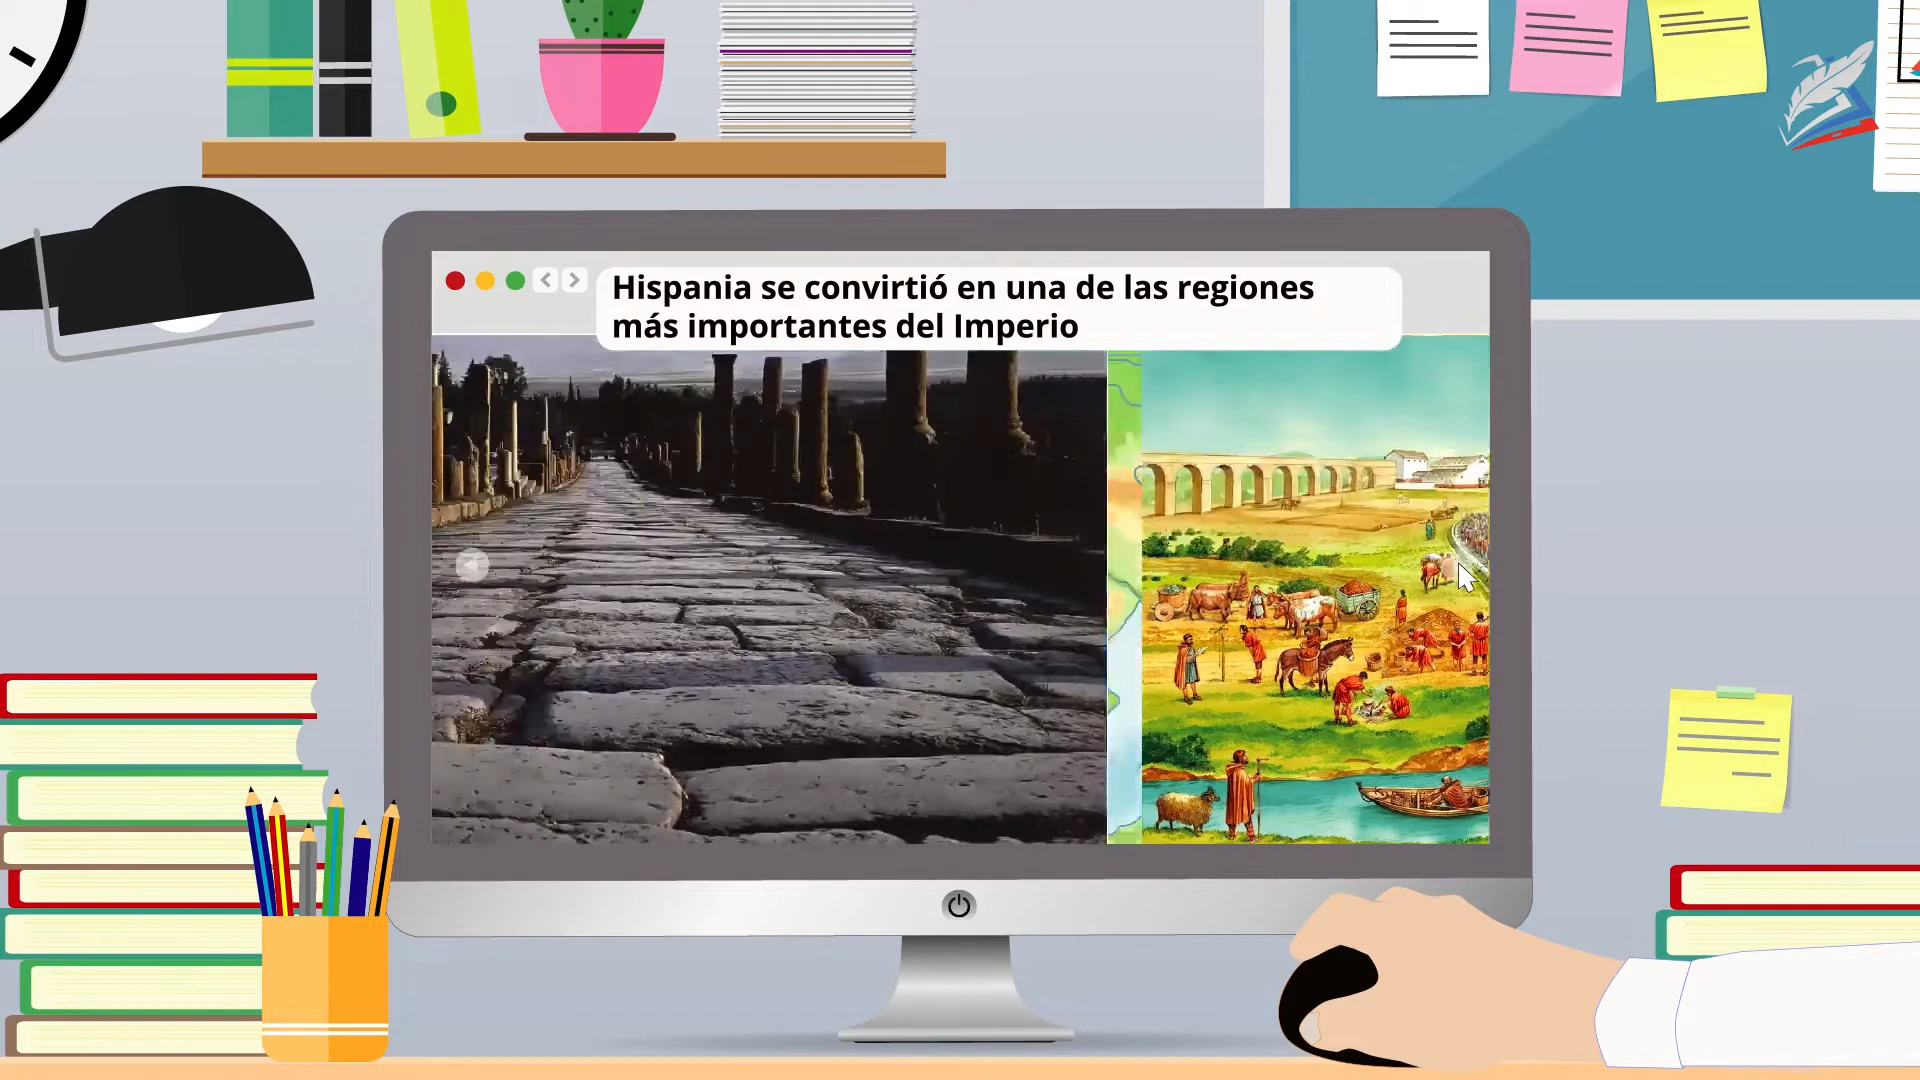 Hispania se convirtió en una de las regiones
más importantes del Imperio